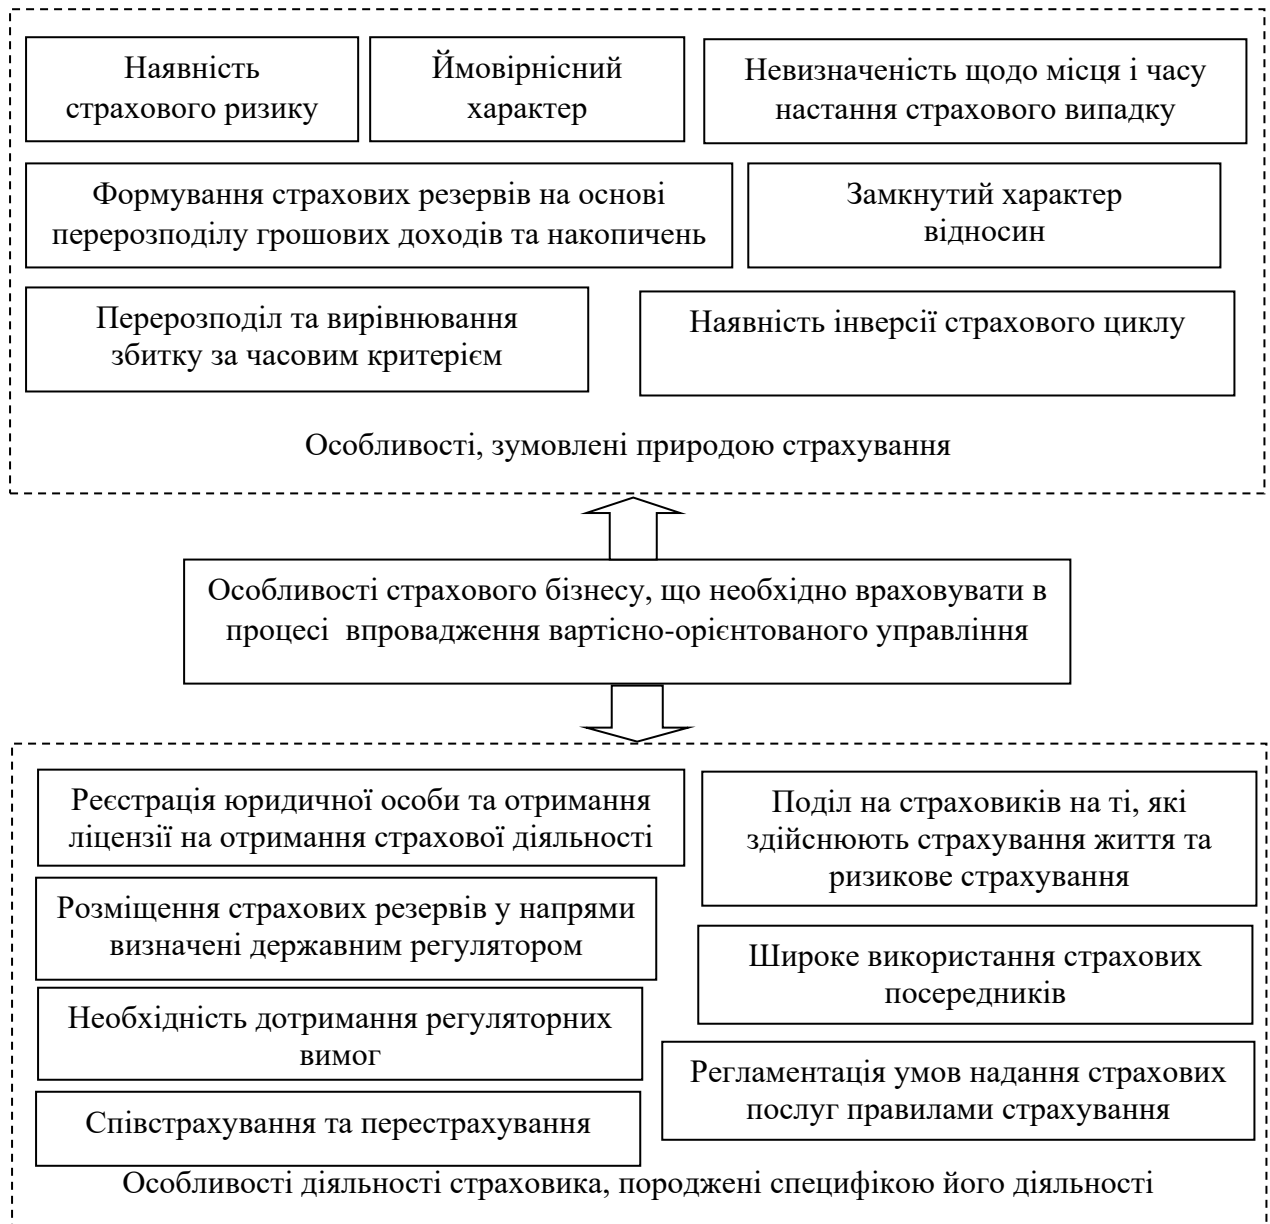 Наявність
страхового ризику
Ймовірнісний
характер
Невизначеність щодо місця і часу
настання страхового випадку
Формування страхових резервів на основі
перерозподілу грошових доходів та накопичень
Замкнутий характер
відносин
Перерозподіл та вирівнювання
збитку за часовим критерієм
Наявність інверсії страхового циклу
Особливості, зумовлені природою страхування
Особливості страхового бізнесу, що необхідно враховувати в
процесі  впровадження вартісно-орієнтованого управління
Реєстрація юридичної особи та отримання
ліцензії на отримання страхової діяльності
Поділ на страховиків на ті, які
здійснюють страхування життя та
ризикове страхування
Розміщення страхових резервів у напрями
визначені державним регулятором
Широке використання страхових
посередників
Необхідність дотримання регуляторних
вимог
Регламентація умов надання страхових
послуг правилами страхування
Співстрахування та перестрахування
Особливості діяльності страховика, породжені специфікою його діяльності